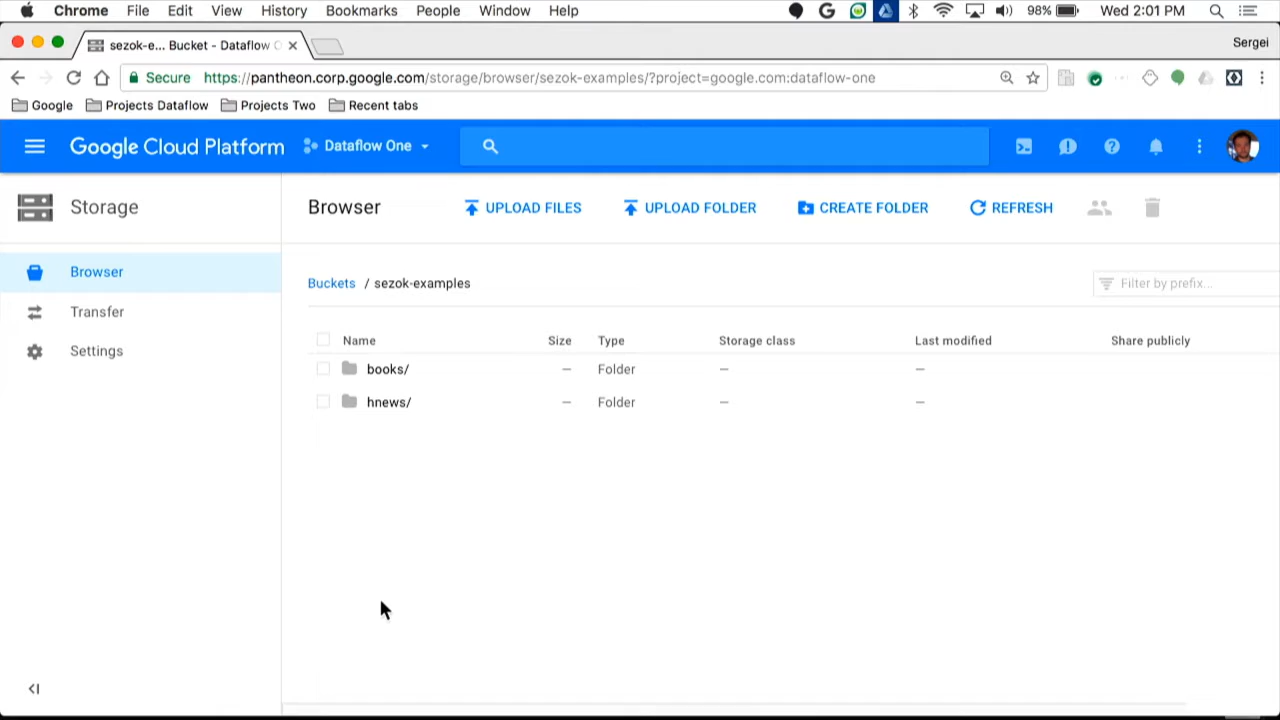 Chrome File Edit View History Bookmarks People Window Help 98% Wed 2:01 PM
sezok-e... Bucket - Dataflow Sergei
Secure https://pantheon.corp.google.com/storage/browser/sezok-examples/?project=google.com:dataflow-one
Google Projects Dataflow Projects Two Recent tabs
Google Cloud Platform Dataflow One
Storage Browser UPLOAD FILES UPLOAD FOLDER CREATE FOLDER REFRESH
Browser
Buckets / sezok-examples Filter by prefix...
Transfer
Settings
Name Size Type Storage class Last modified Share publicly
books/ — Folder — —
hnews/ — Folder — —